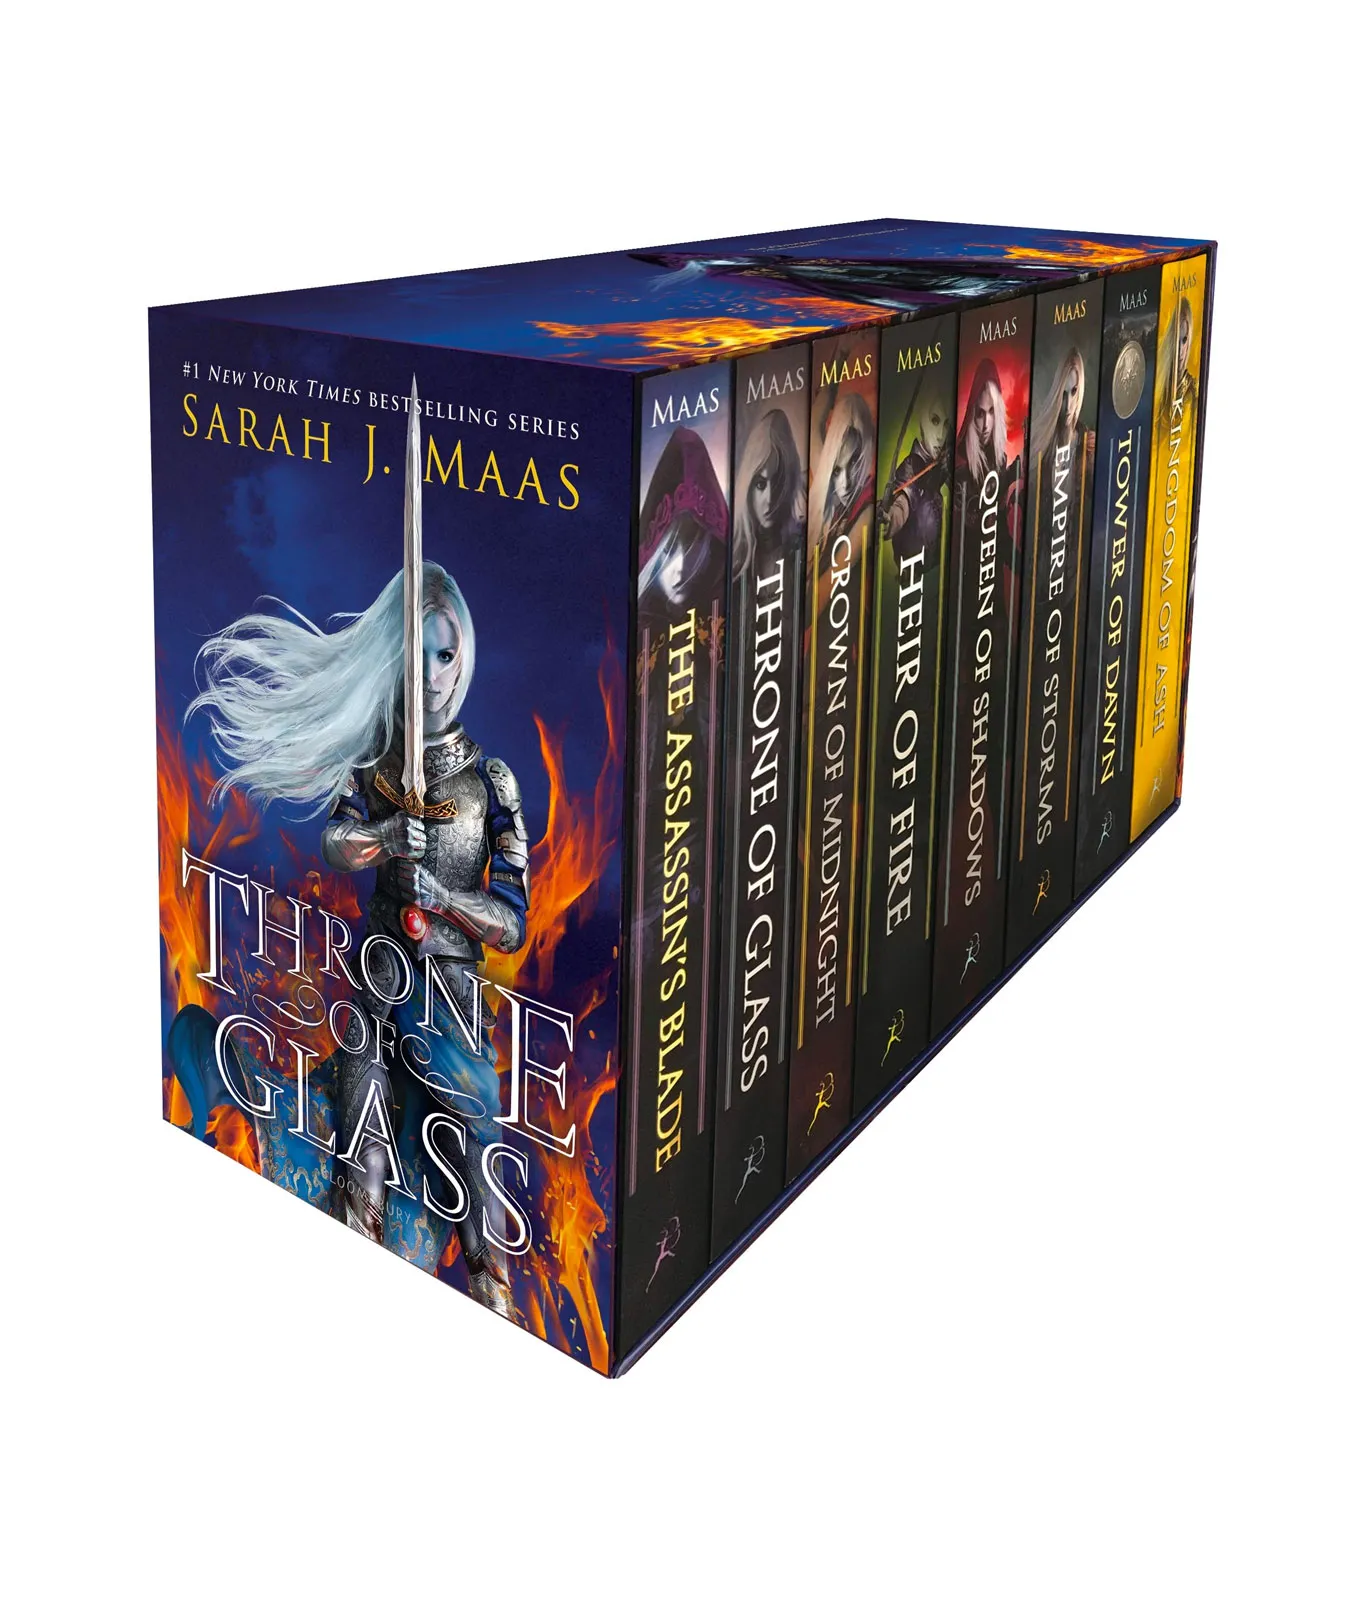 #1 NEW YORK TIMES BESTSELLING SERIES
SARAH J. MAAS
THRONE
OF
GLASS
BLOOMSBURY
MAAS
THE ASSASSIN'S BLADE
MAAS
THRONE OF GLASS
MAAS
CROWN OF MIDNIGHT
MAAS
HEIR OF FIRE
MAAS
QUEEN OF SHADOWS
MAAS
EMPIRE OF STORMS
MAAS
TOWER OF DAWN
MAAS
KINGDOM OF ASH